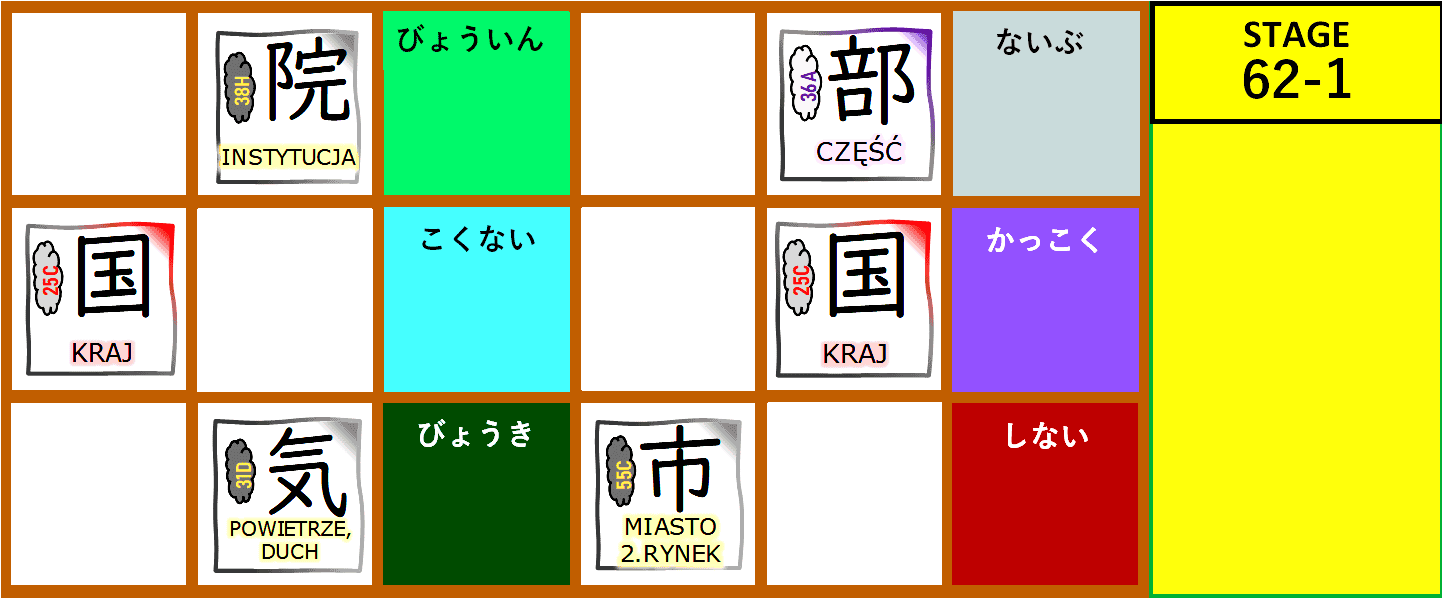 38H
院
INSTYTUCJA
びょういん
36A
部
CZĘŚĆ
ないぶ
STAGE
62-1
25C
国
KRAJ
こくない
25C
国
KRAJ
かっこく
31D
気
POWIETRZE,
DUCH
びょうき
55C
市
MIASTO
2.RYNEK
しない